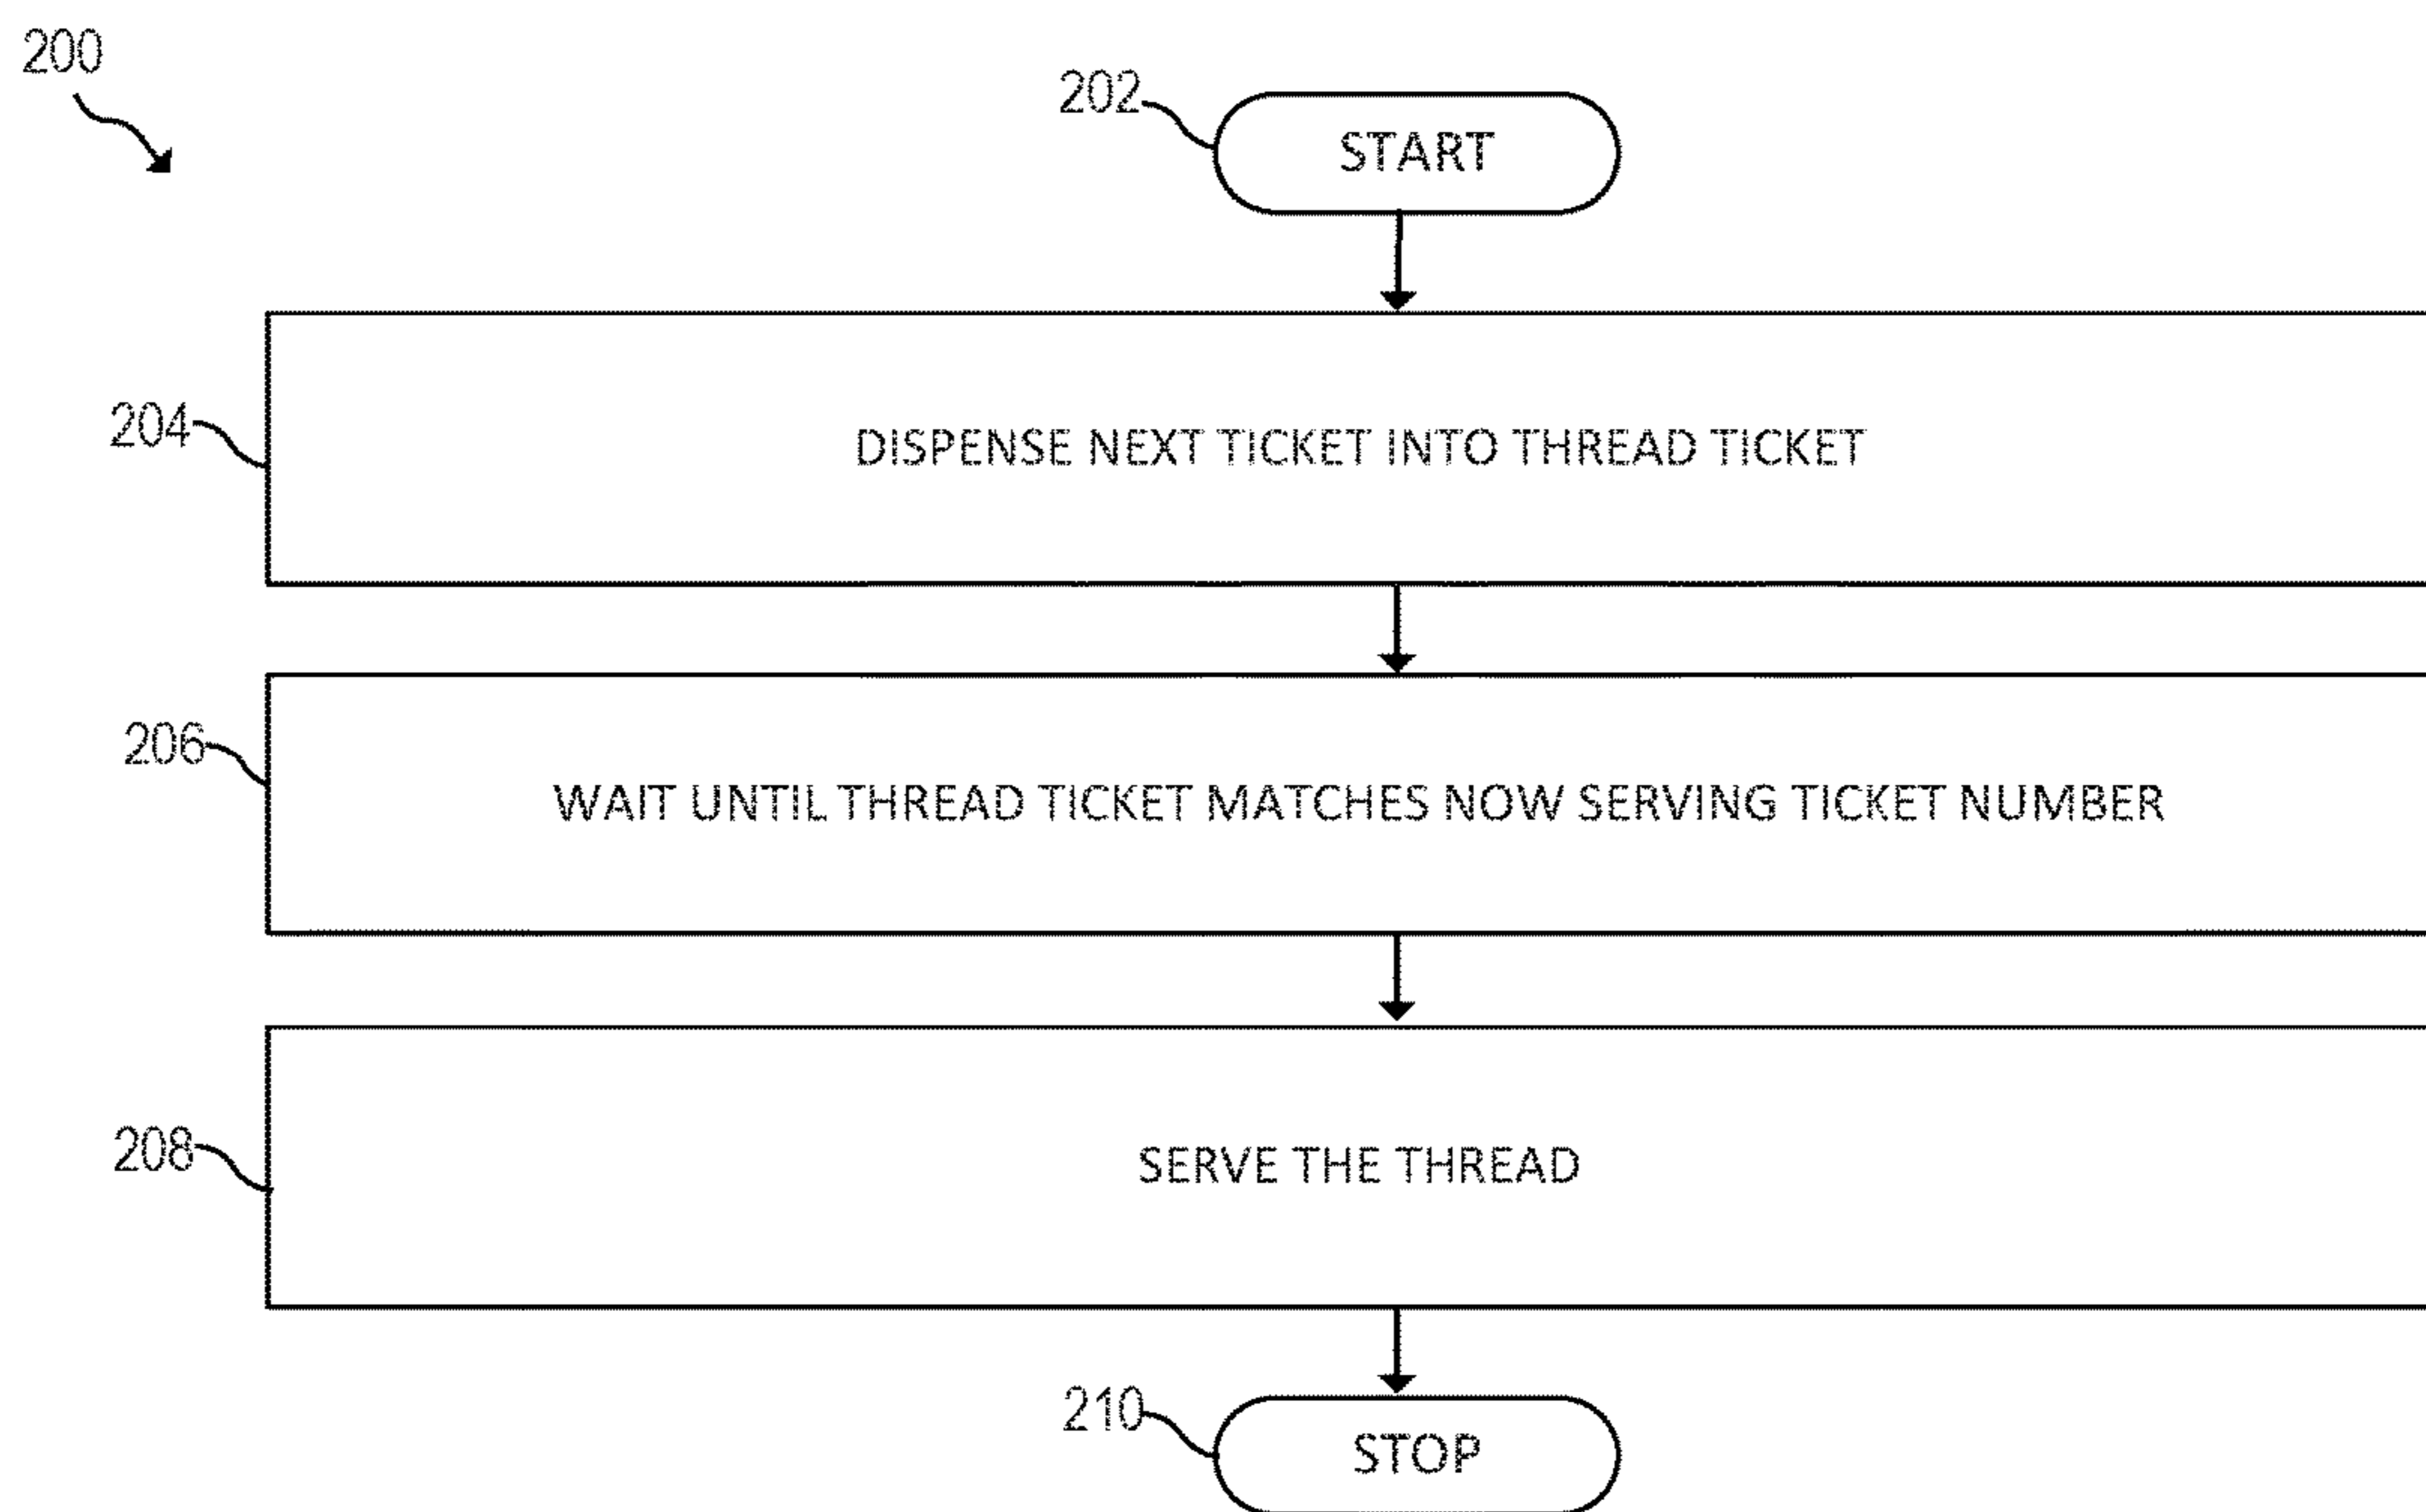 200
202
START
204
DISPENSE NEXT TICKET INTO THREAD TICKET
206
WAIT UNTIL THREAD TICKET MATCHES NOW SERVING TICKET NUMBER
208
SERVE THE THREAD
210
STOP